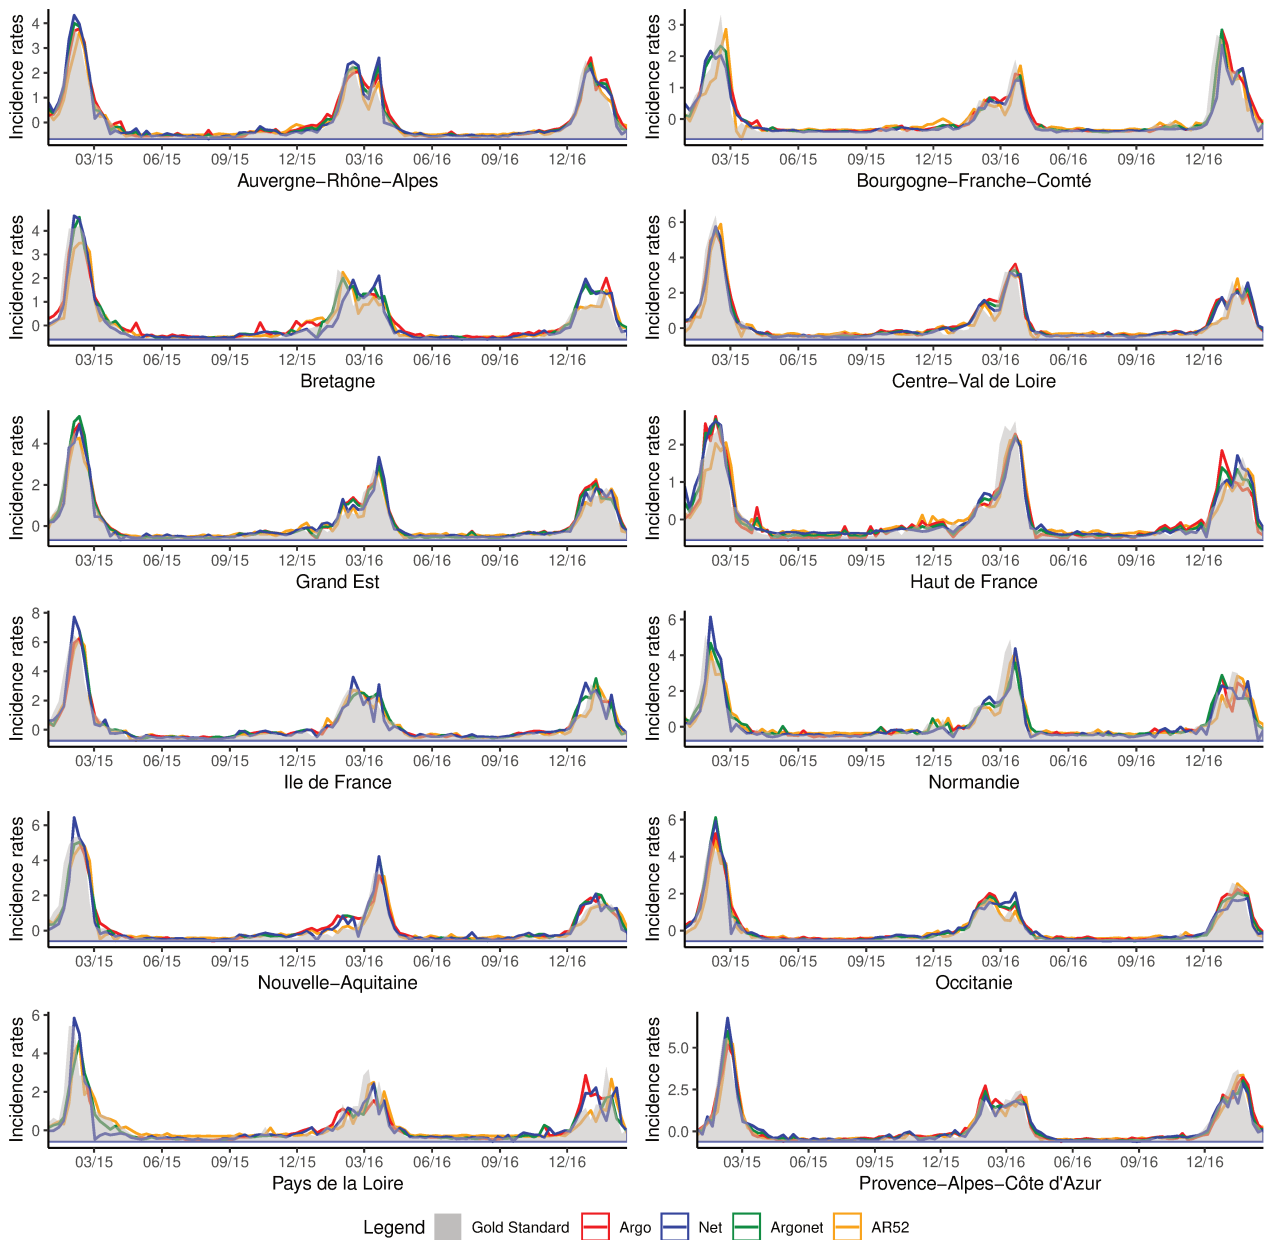 Incidence rates
4
3
2
1
0
03/15 06/15 09/15 12/15 03/16 06/16 09/16 12/16
Auvergne−Rhône−Alpes
Incidence rates
3
2
1
0
03/15 06/15 09/15 12/15 03/16 06/16 09/16 12/16
Bourgogne−Franche−Comté
Incidence rates
4
3
2
1
0
03/15 06/15 09/15 12/15 03/16 06/16 09/16 12/16
Bretagne
Incidence rates
6
4
2
0
03/15 06/15 09/15 12/15 03/16 06/16 09/16 12/16
Centre−Val de Loire
Incidence rates
4
2
0
03/15 06/15 09/15 12/15 03/16 06/16 09/16 12/16
Grand Est
Incidence rates
2
1
0
03/15 06/15 09/15 12/15 03/16 06/16 09/16 12/16
Haut de France
Incidence rates
8
6
4
2
0
03/15 06/15 09/15 12/15 03/16 06/16 09/16 12/16
Ile de France
Incidence rates
6
4
2
0
03/15 06/15 09/15 12/15 03/16 06/16 09/16 12/16
Normandie
Incidence rates
6
4
2
0
03/15 06/15 09/15 12/15 03/16 06/16 09/16 12/16
Nouvelle−Aquitaine
Incidence rates
6
4
2
0
03/15 06/15 09/15 12/15 03/16 06/16 09/16 12/16
Occitanie
Incidence rates
6
4
2
0
03/15 06/15 09/15 12/15 03/16 06/16 09/16 12/16
Pays de la Loire
Incidence rates
5.0
2.5
0.0
03/15 06/15 09/15 12/15 03/16 06/16 09/16 12/16
Provence−Alpes−Côte d'Azur
Legend Gold Standard Argo Net Argonet AR52